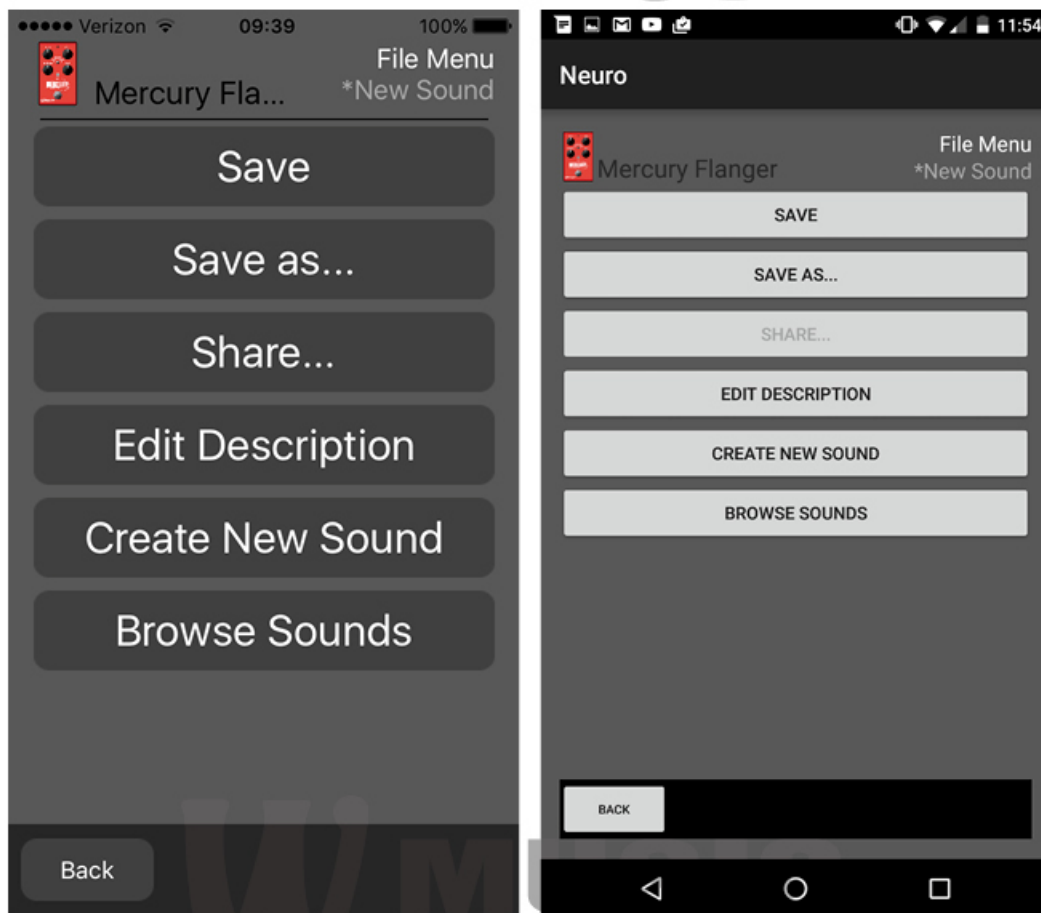 Verizon 09:39 100%
File Menu
Mercury Fla... *New Sound
Save
Save as...
Share...
Edit Description
Create New Sound
Browse Sounds
Back
11:54
Neuro
File Menu
Mercury Flanger *New Sound
SAVE
SAVE AS...
SHARE...
EDIT DESCRIPTION
CREATE NEW SOUND
BROWSE SOUNDS
BACK